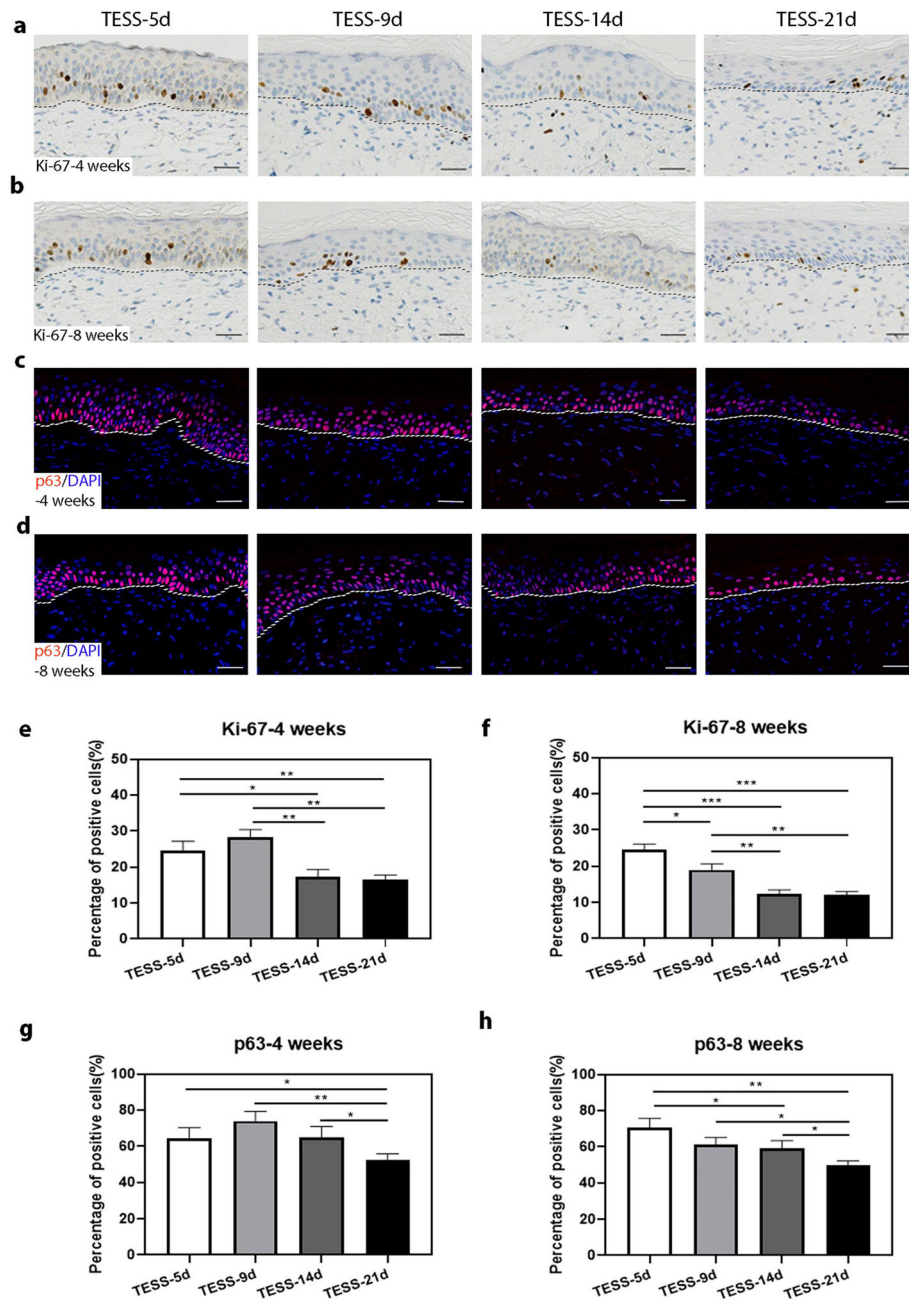 TESS-5d TESS-9d TESS-14d TESS-21d
a
Ki-67-4 weeks
b
Ki-67-8 weeks
c
p63/DAPI
-4 weeks
d
p63/DAPI
-8 weeks
e
Ki-67-4 weeks
Percentage of positive cells(%)
50
40
30
20
10
0
**
*
**
**
TESS-5d TESS-9d TESS-14d TESS-21d
f
Ki-67-8 weeks
Percentage of positive cells(%)
50
40
30
20
10
0
***
***
*
**
**
TESS-5d TESS-9d TESS-14d TESS-21d
g
p63-4 weeks
Percentage of positive cells(%)
100
80
60
40
20
0
*
**
*
TESS-5d TESS-9d TESS-14d TESS-21d
h
p63-8 weeks
Percentage of positive cells(%)
100
80
60
40
20
0
**
*
*
*
TESS-5d TESS-9d TESS-14d TESS-21d